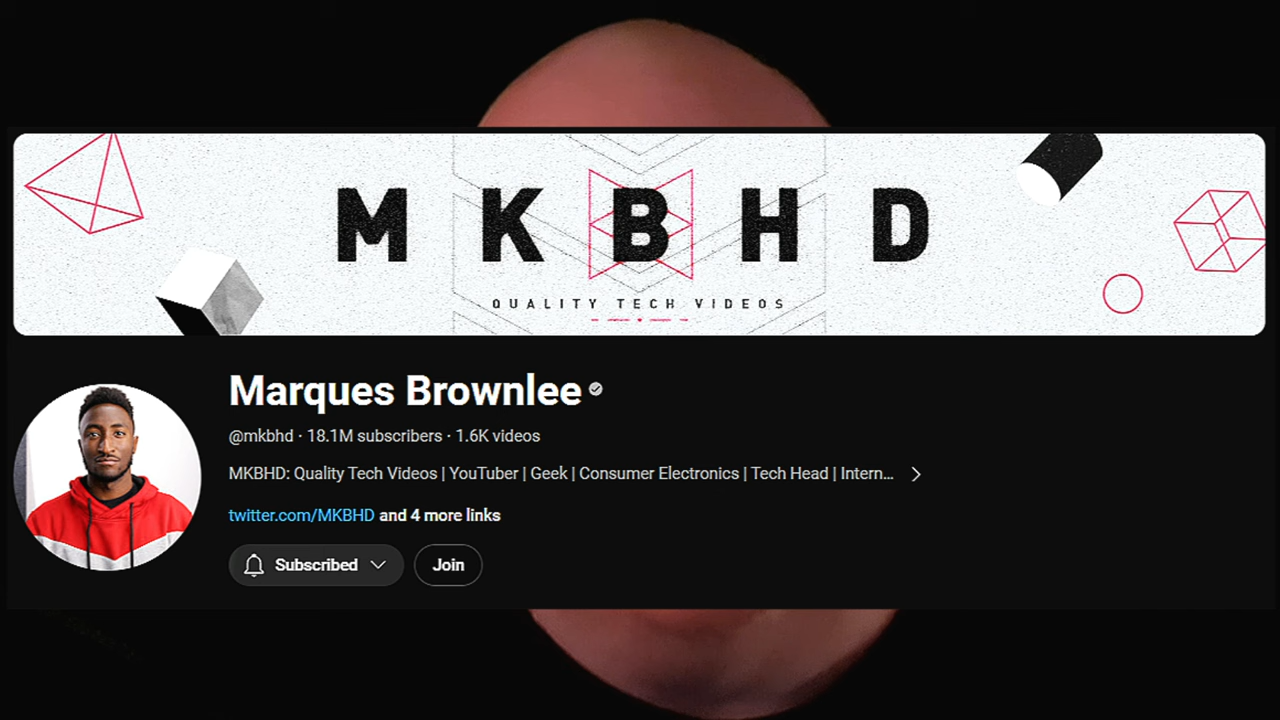 MKBHD
QUALITY TECH VIDEOS
Marques Brownlee
@mkbhd · 18.1M subscribers · 1.6K videos
MKBHD: Quality Tech Videos | YouTuber | Geek | Consumer Electronics | Tech Head | Intern...
twitter.com/MKBHD and 4 more links
Subscribed Join